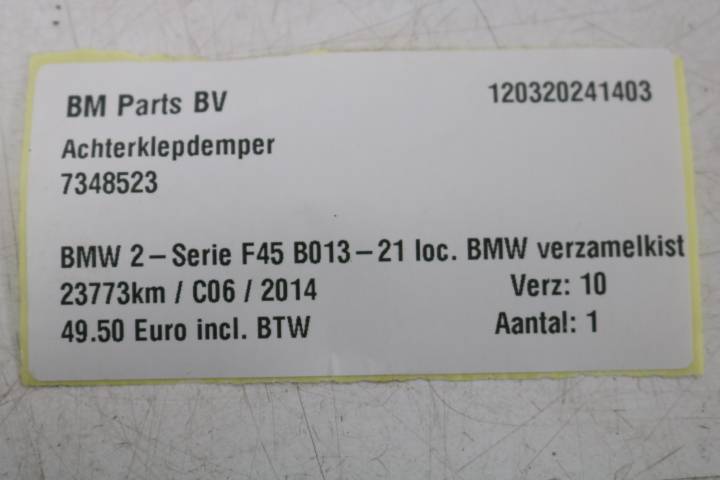 BM Parts BV 120320241403
Achterklepdemper
7348523
BMW 2-Serie F45 B013-21 loc. BMW verzamelkist
23773km / C06 / 2014 Verz: 10
49.50 Euro incl. BTW Aantal: 1